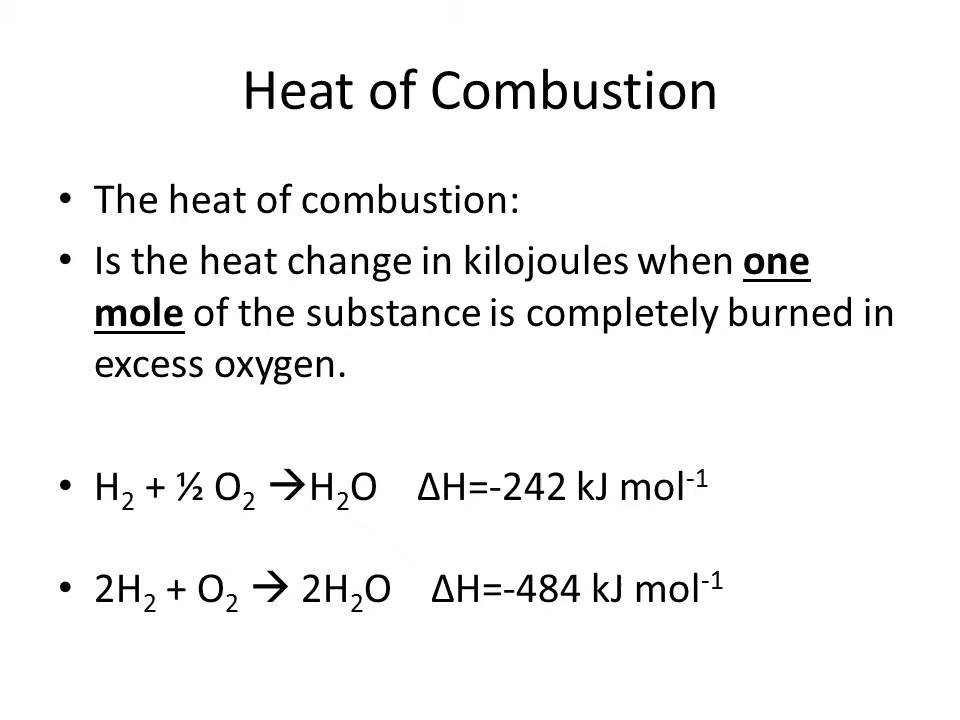 Heat of Combustion
• The heat of combustion:
• Is the heat change in kilojoules when one
mole of the substance is completely burned in
excess oxygen.
• H₂ + ½ O₂ →H₂O ΔH=-242 kJ mol⁻¹
• 2H₂ + O₂ → 2H₂O ΔH=-484 kJ mol⁻¹